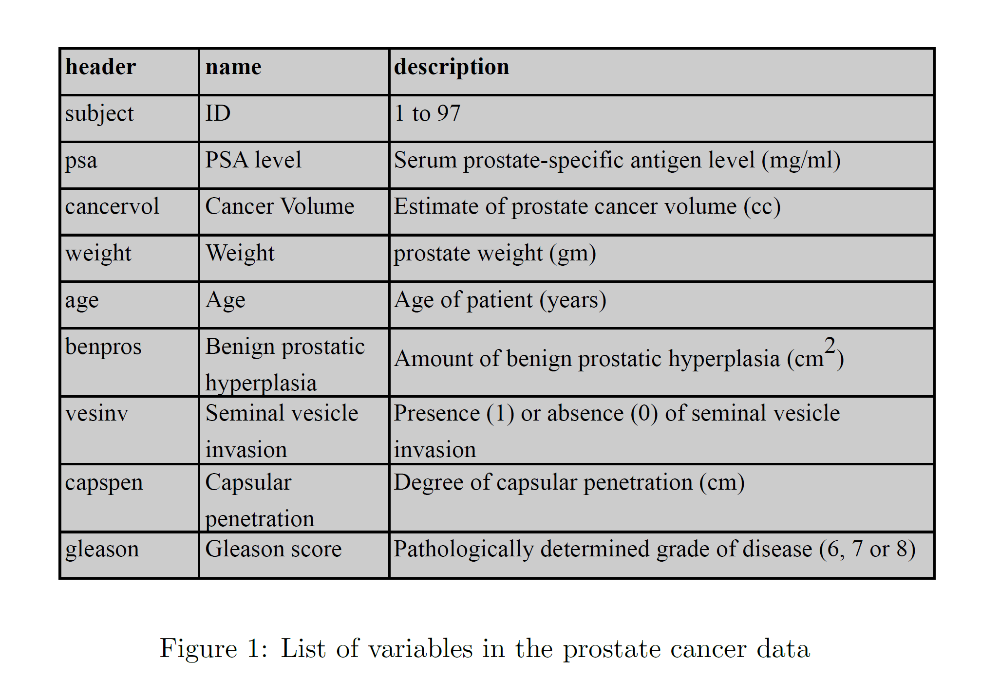 header name description
subject ID 1 to 97
psa PSA level Serum prostate-specific antigen level (mg/ml)
cancervol Cancer Volume Estimate of prostate cancer volume (cc)
weight Weight prostate weight (gm)
age Age Age of patient (years)
benpros Benign prostatic
hyperplasia Amount of benign prostatic hyperplasia (cm²)
vesinv Seminal vesicle
invasion Presence (1) or absence (0) of seminal vesicle
invasion
capspen Capsular
penetration Degree of capsular penetration (cm)
gleason Gleason score Pathologically determined grade of disease (6, 7 or 8)
Figure 1: List of variables in the prostate cancer data